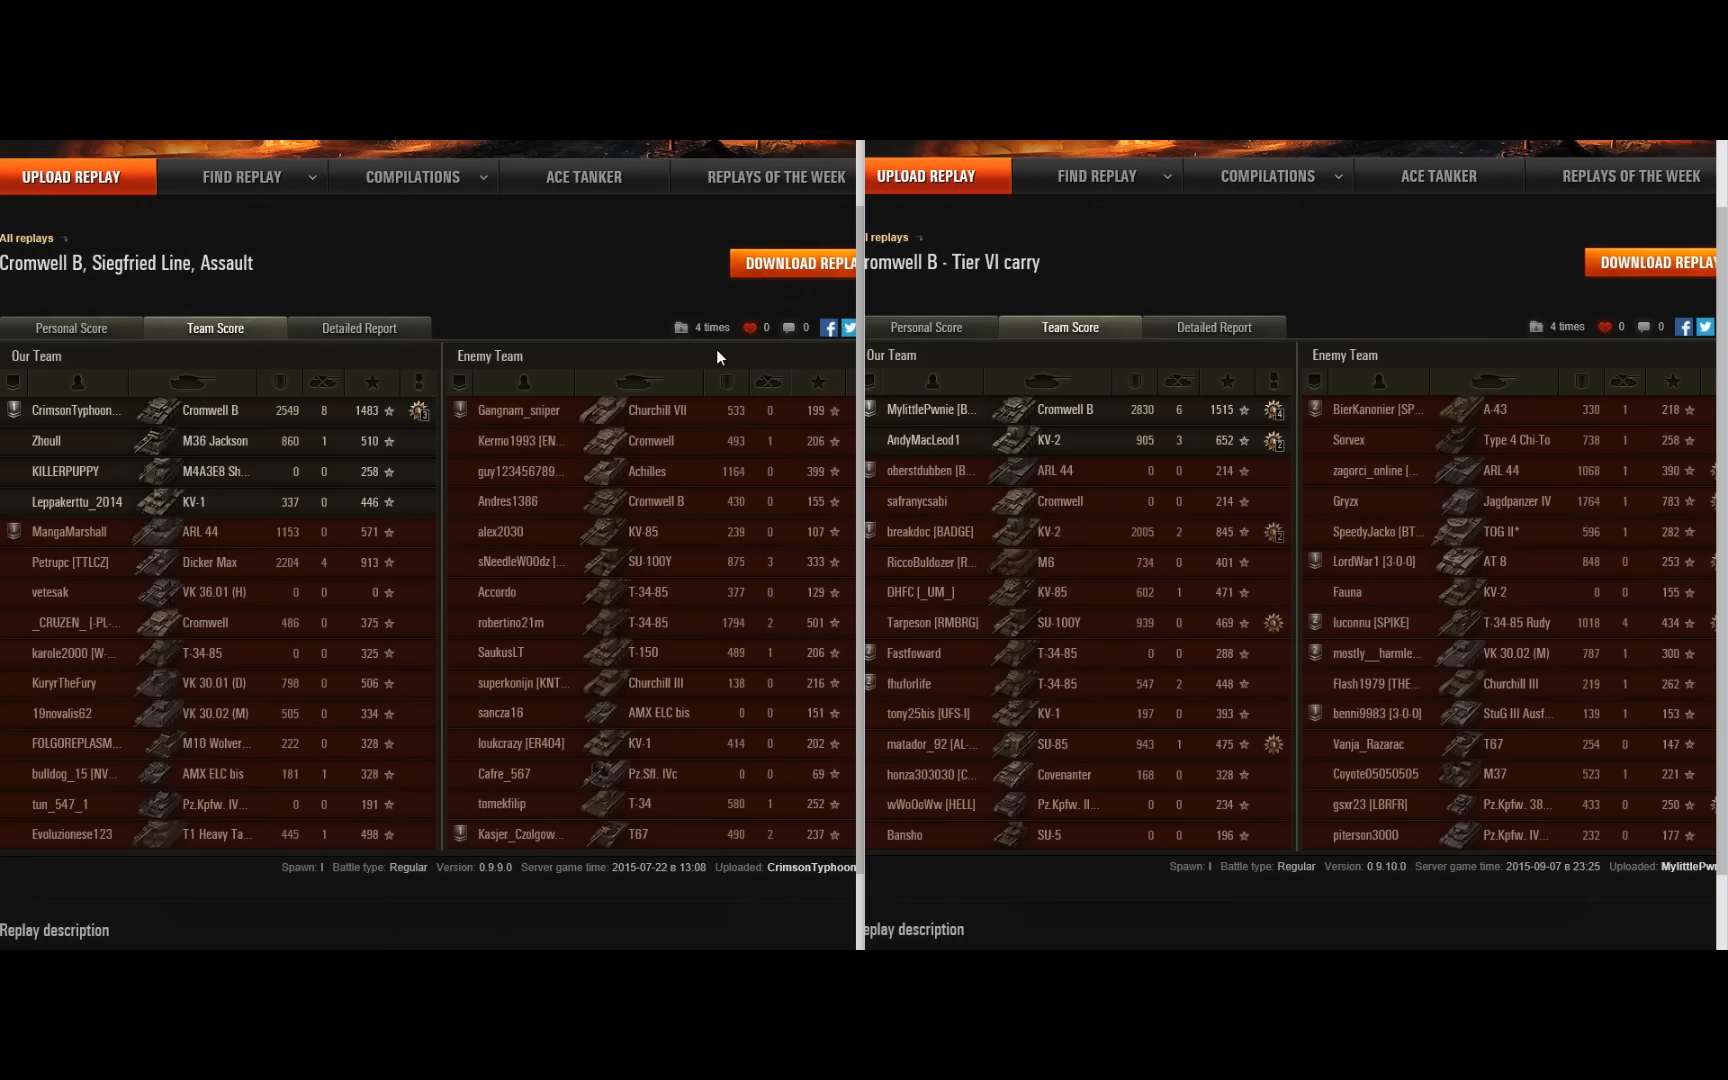 UPLOAD REPLAY FIND REPLAY COMPILATIONS ACE TANKER REPLAYS OF THE WEEK
All replays
Cromwell B, Siegfried Line, Assault
DOWNLOAD REPLA
Personal Score Team Score Detailed Report 4 times 0 0
Our Team Enemy Team
CrimsonTyphoon... Cromwell B 2549 8 1483 3 Gangnam_sniper Churchill VII 533 0 199
Zhoull M36 Jackson 860 1 510 Kermo1993 [EN... Cromwell 493 1 206
KILLERPUPPY M4A3E8 Sh... 0 0 258 guy123456789... Achilles 1164 0 399
Leppakerttu_2014 KV-1 337 0 446 Andres1386 Cromwell B 430 0 155
MangaMarshall ARL 44 1153 0 571 alex2030 KV-85 239 0 107
Petrupc [TTLCZ] Dicker Max 2204 4 913 sNeedleW00dz [... SU-100Y 875 3 333
vetesak VK 36.01 (H) 0 0 0 Accordo T-34-85 377 0 129
_CRUZEN_ [-PL-... Cromwell 486 0 375 robertino21m T-34-85 1794 2 501
karole2000 [W-... T-34-85 0 0 325 SaukusLT T-150 489 1 206
KuryrTheFury VK 30.01 (D) 798 0 506 superkonijn [KNT... Churchill III 138 0 216
19novalis62 VK 30.02 (M) 505 0 334 sancza16 AMX ELC bis 0 0 151
FOLGOREPLASM... M10 Wolver... 222 0 328 loukcrazy [ER404] KV-1 414 0 202
bulldog_15 [NV... AMX ELC bis 181 1 328 Cafre_567 Pz.Sfl. IVc 0 0 69
tun_547_1 Pz.Kpfw. IV... 0 0 191 tomekfilip T-34 580 1 252
Evoluzionese123 T1 Heavy Ta... 445 1 498 Kasjer_Czolgow... T67 490 2 237
Spawn: I Battle type: Regular Version: 0.9.9.0 Server game time: 2015-07-22 в 13:08 Uploaded: CrimsonTyphoon
Replay description
UPLOAD REPLAY FIND REPLAY COMPILATIONS ACE TANKER REPLAYS OF THE WEEK
l replays
romwell B - Tier VI carry
DOWNLOAD REPLAY
Personal Score Team Score Detailed Report 4 times 0 0
Our Team Enemy Team
MylittlePwnie [B... Cromwell B 2830 6 1515 4 BierKanonier [SP... A-43 330 1 218
AndyMacLeod1 KV-2 905 3 652 2 Sorvex Type 4 Chi-To 738 1 258
oberstdubben [B... ARL 44 0 0 214 zagorci_online [... ARL 44 1068 1 390
safranycsabi Cromwell 0 0 214 Gryzx Jagdpanzer IV 1764 1 783
breakdoc [BADGE] KV-2 2005 2 845 2 SpeedyJacko [BT... TOG II* 596 1 282
RiccoBuldozer [R... M6 734 0 401 LordWar1 [3-0-0] AT 8 848 0 253
DHFC [_UM_] KV-85 602 1 471 Fauna KV-2 0 0 155
Tarpeson [RMBRG] SU-100Y 939 0 469 luconnu [SPIKE] T-34-85 Rudy 1018 4 434
Fastfoward T-34-85 0 0 288 mostly__harmle... VK 30.02 (M) 787 1 300
fhuforlife T-34-85 547 2 448 Flash1979 [THE... Churchill III 219 1 262
tony25bis [UFS-I] KV-1 197 0 393 benni9983 [3-0-0] StuG III Ausf... 139 1 153
matador_92 [AL-... SU-85 943 1 475 Vanja_Razarac T67 254 0 147
honza303030 [C... Covenanter 168 0 328 Coyote05050505 M37 523 1 221
wWoOoWw [HELL] Pz.Kpfw. II... 0 0 234 gsxr23 [LBRFR] Pz.Kpfw. 38... 433 0 250
Bansho SU-5 0 0 196 piterson3000 Pz.Kpfw. IV... 232 0 177
Spawn: I Battle type: Regular Version: 0.9.10.0 Server game time: 2015-09-07 в 23:25 Uploaded: MylittlePw
eplay description